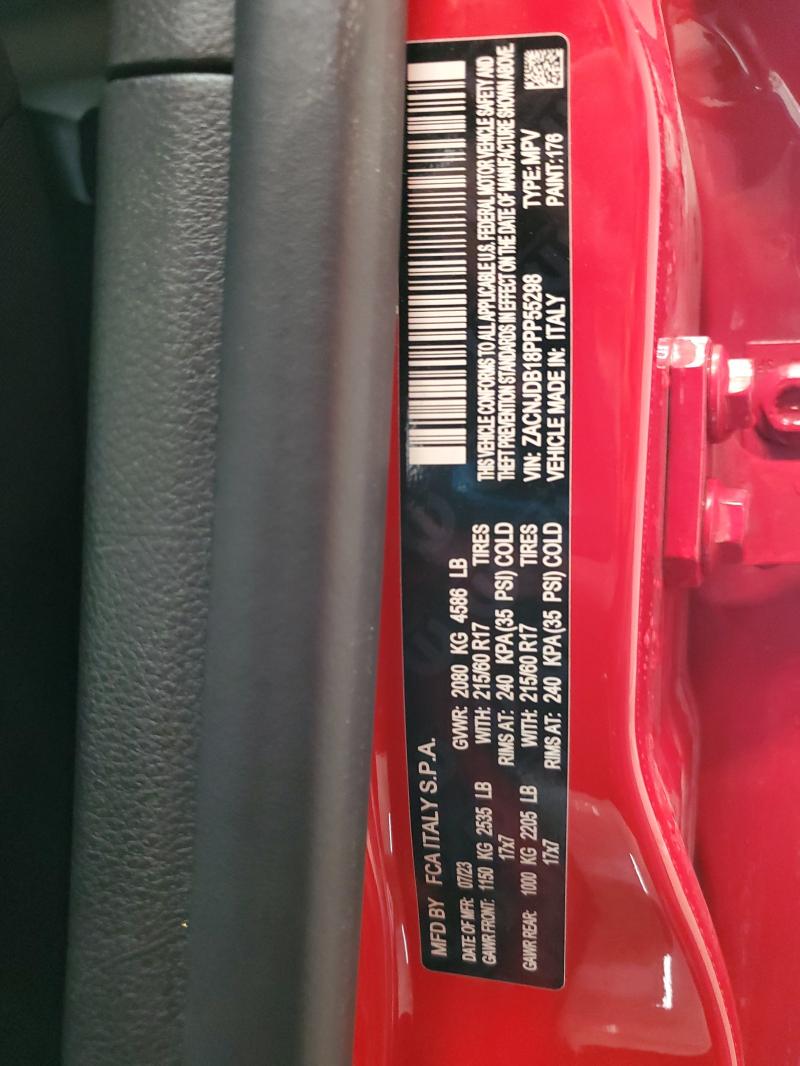 MFD BY FCA ITALY S.P.A.
DATE OF MFR: 07/23 GVWR: 2080 KG 4586 LB
GAWR FRONT: 1150 KG 2535 LB WITH: 215/60 R17 TIRES
17x7 RIMS AT: 240 KPA(35 PSI) COLD
GAWR REAR: 1000 KG 2205 LB WITH: 215/60 R17 TIRES
17x7 RIMS AT: 240 KPA(35 PSI) COLD
THIS VEHICLE CONFORMS TO ALL APPLICABLE U.S. FEDERAL MOTOR VEHICLE SAFETY AND
THEFT PREVENTION STANDARDS IN EFFECT ON THE DATE OF MANUFACTURE SHOWN ABOVE.
VIN: ZACNJDB18PPP55298 TYPE: MPV
VEHICLE MADE IN: ITALY PAINT: 176